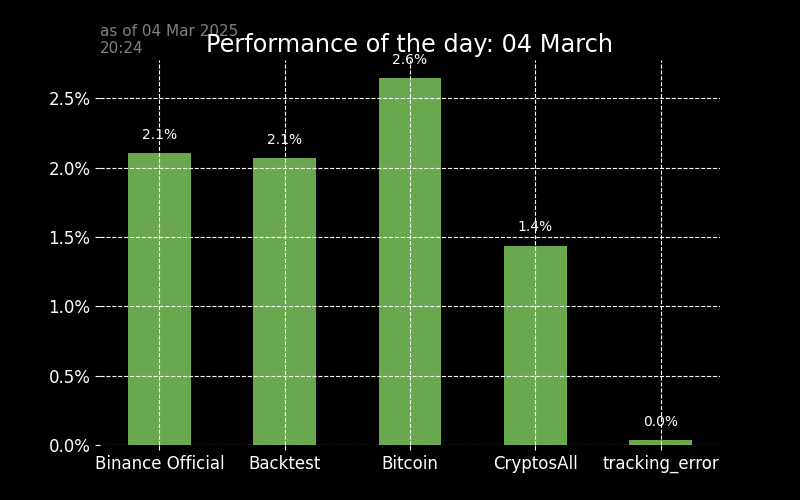 as of 04 Mar 2025
20:24
Performance of the day: 04 March
2.6%
2.5%
2.1%
2.1%
2.0%
1.5%
1.4%
1.0%
0.5%
0.0%
0.0%
Binance Official
Backtest
Bitcoin
CryptosAll
tracking_error